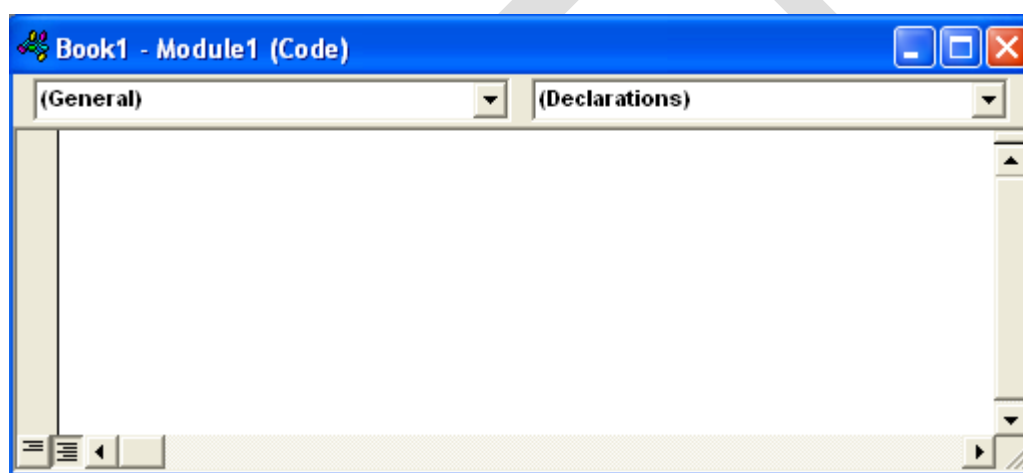 Book1 - Module1 (Code)
(General) (Declarations)